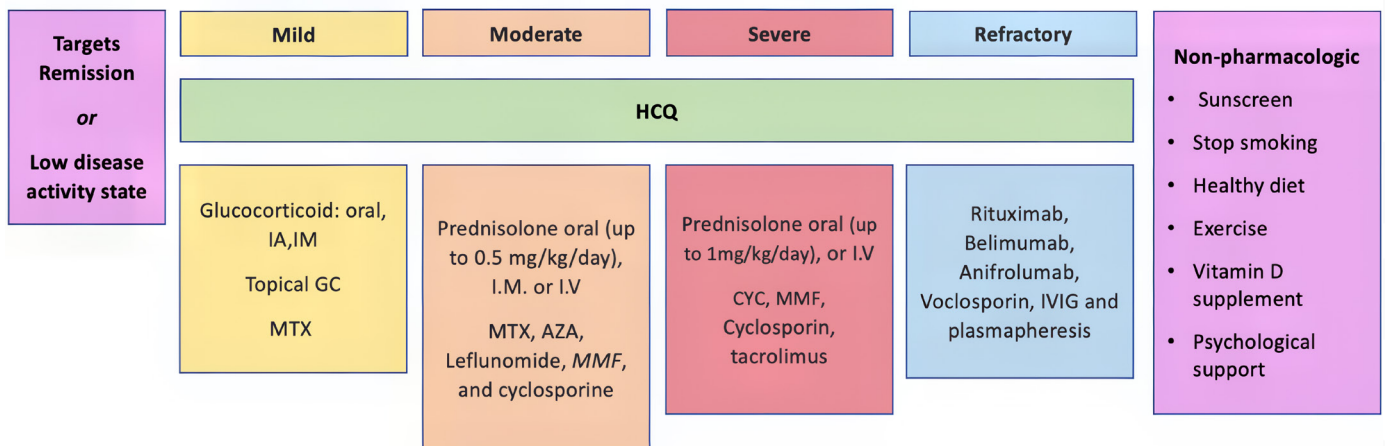 Targets
Remission
or
Low disease
activity state
Mild
Moderate
Severe
Refractory
HCQ
Glucocorticoid: oral,
IA,IM
Topical GC
MTX
Prednisolone oral (up
to 0.5 mg/kg/day),
I.M. or I.V
MTX, AZA,
Leflunomide, MMF,
and cyclosporine
Prednisolone oral (up
to 1mg/kg/day), or I.V
CYC, MMF,
Cyclosporin,
tacrolimus
Rituximab,
Belimumab,
Anifrolumab,
Voclosporin, IVIG and
plasmapheresis
Non-pharmacologic
• Sunscreen
• Stop smoking
• Healthy diet
• Exercise
• Vitamin D
supplement
• Psychological
support